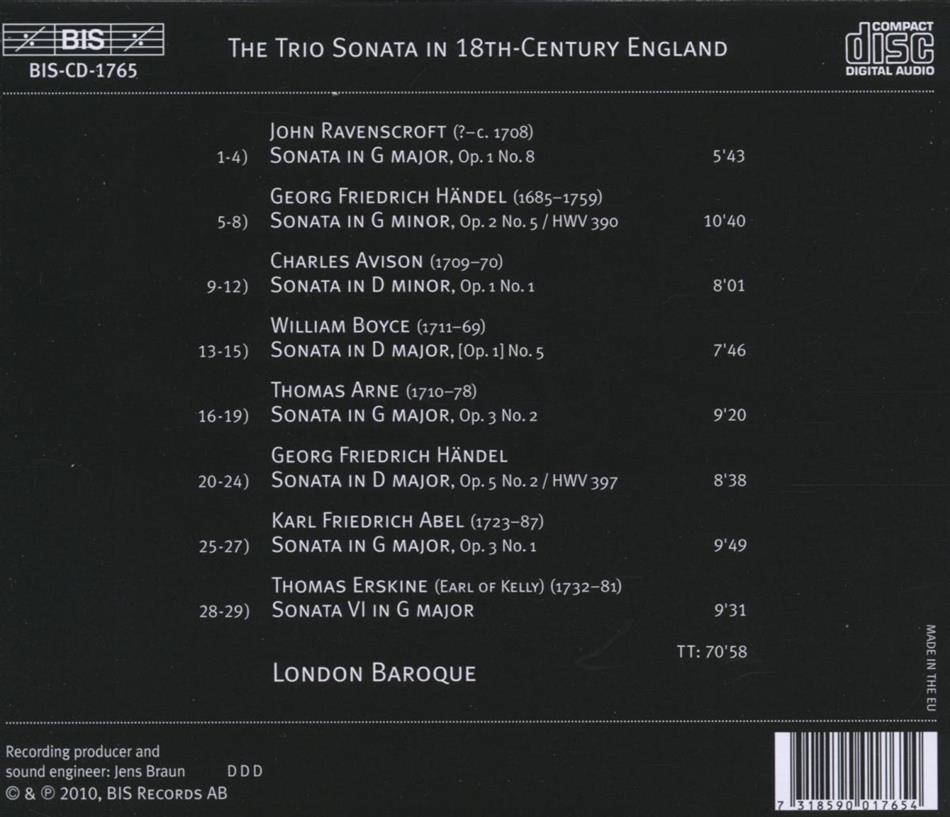 BIS
BIS-CD-1765
THE TRIO SONATA IN 18TH-CENTURY ENGLAND
COMPACT
disc
DIGITAL AUDIO
JOHN RAVENSCROFT (?–c. 1708)
1-4) SONATA IN G MAJOR, Op. 1 No. 8 5'43
GEORG FRIEDRICH HÄNDEL (1685–1759)
5-8) SONATA IN G MINOR, Op. 2 No. 5 / HWV 390 10'40
CHARLES AVISON (1709–70)
9-12) SONATA IN D MINOR, Op. 1 No. 1 8'01
WILLIAM BOYCE (1711–69)
13-15) SONATA IN D MAJOR, [Op. 1] No. 5 7'46
THOMAS ARNE (1710–78)
16-19) SONATA IN G MAJOR, Op. 3 No. 2 9'20
GEORG FRIEDRICH HÄNDEL
20-24) SONATA IN D MAJOR, Op. 5 No. 2 / HWV 397 8'38
KARL FRIEDRICH ABEL (1723–87)
25-27) SONATA IN G MAJOR, Op. 3 No. 1 9'49
THOMAS ERSKINE (EARL OF KELLY) (1732–81)
28-29) SONATA VI IN G MAJOR 9'31
TT: 70'58
LONDON BAROQUE
MADE IN THE EU
Recording producer and
sound engineer: Jens Braun D D D
© & ℗ 2010, BIS RECORDS AB
7 318590 017654